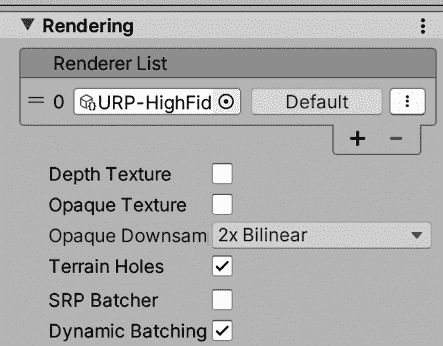 Rendering
Renderer List
0 URP-HighFid Default
Depth Texture
Opaque Texture
Opaque Downsam 2x Bilinear
Terrain Holes
SRP Batcher
Dynamic Batching